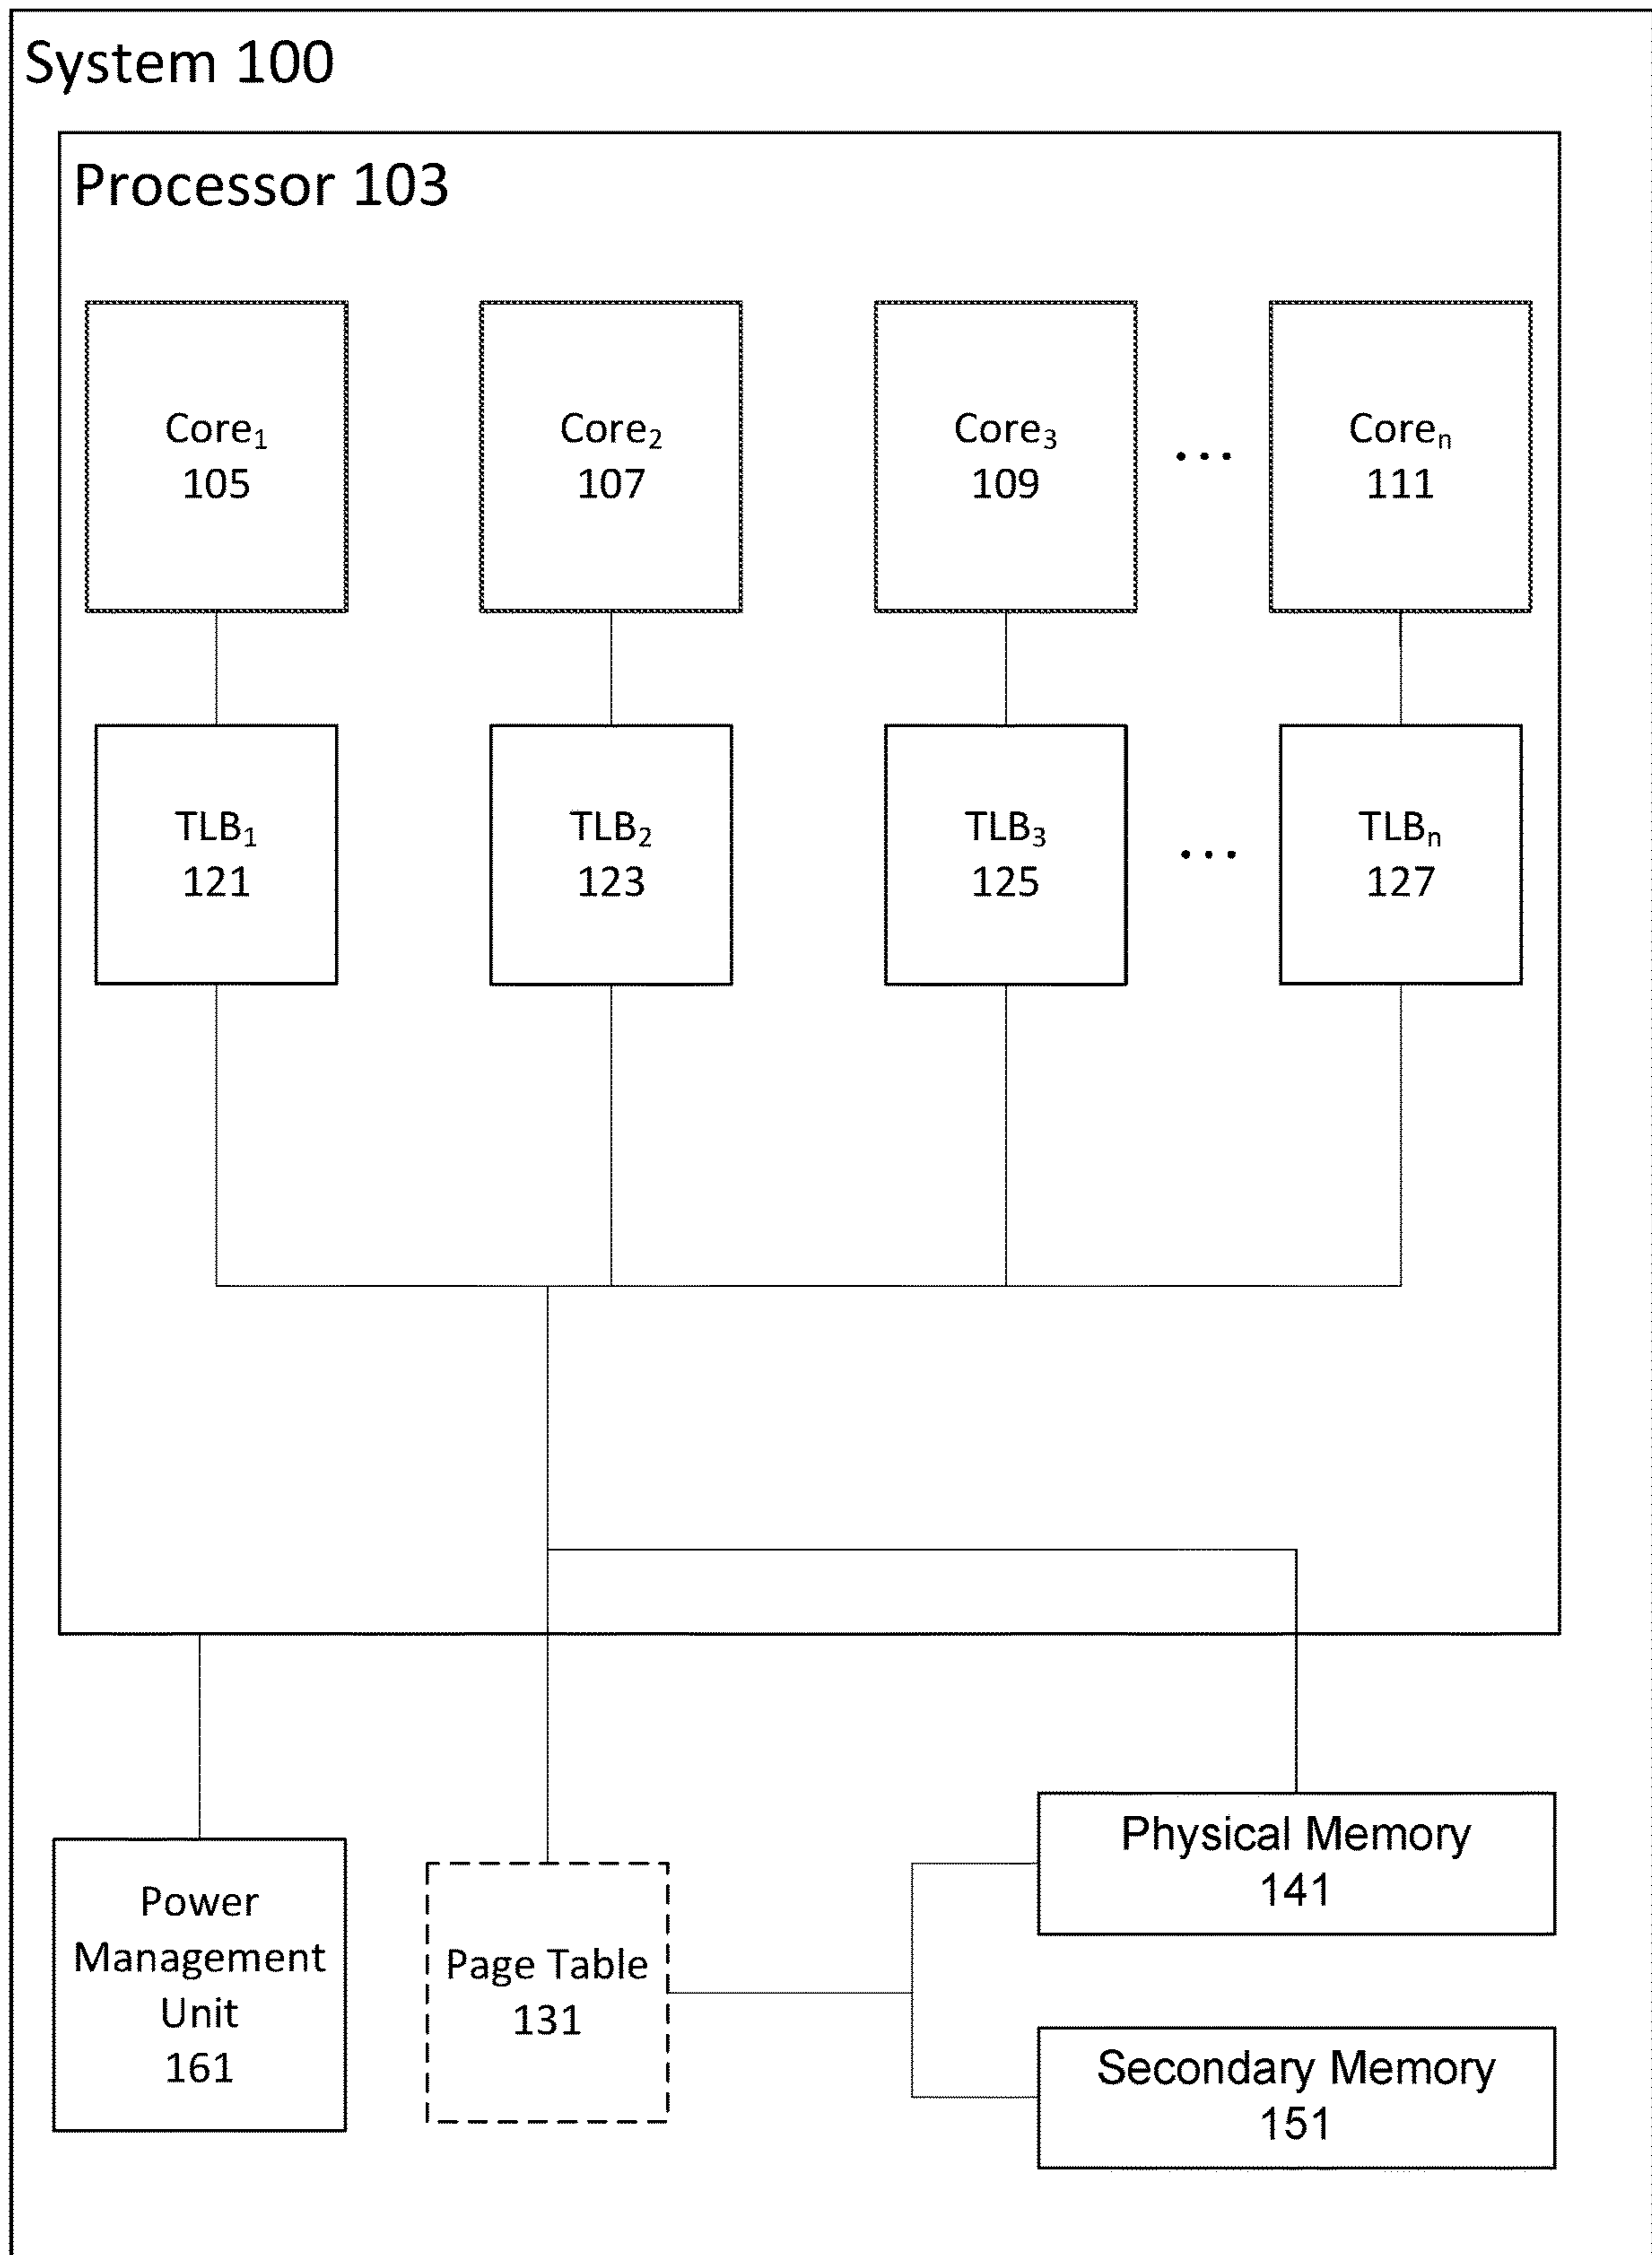 System 100
Processor 103
Core₁
105
Core₂
107
Core₃
109
...
Coreₙ
111
TLB₁
121
TLB₂
123
TLB₃
125
...
TLBₙ
127
Power
Management
Unit
161
Page Table
131
Physical Memory
141
Secondary Memory
151